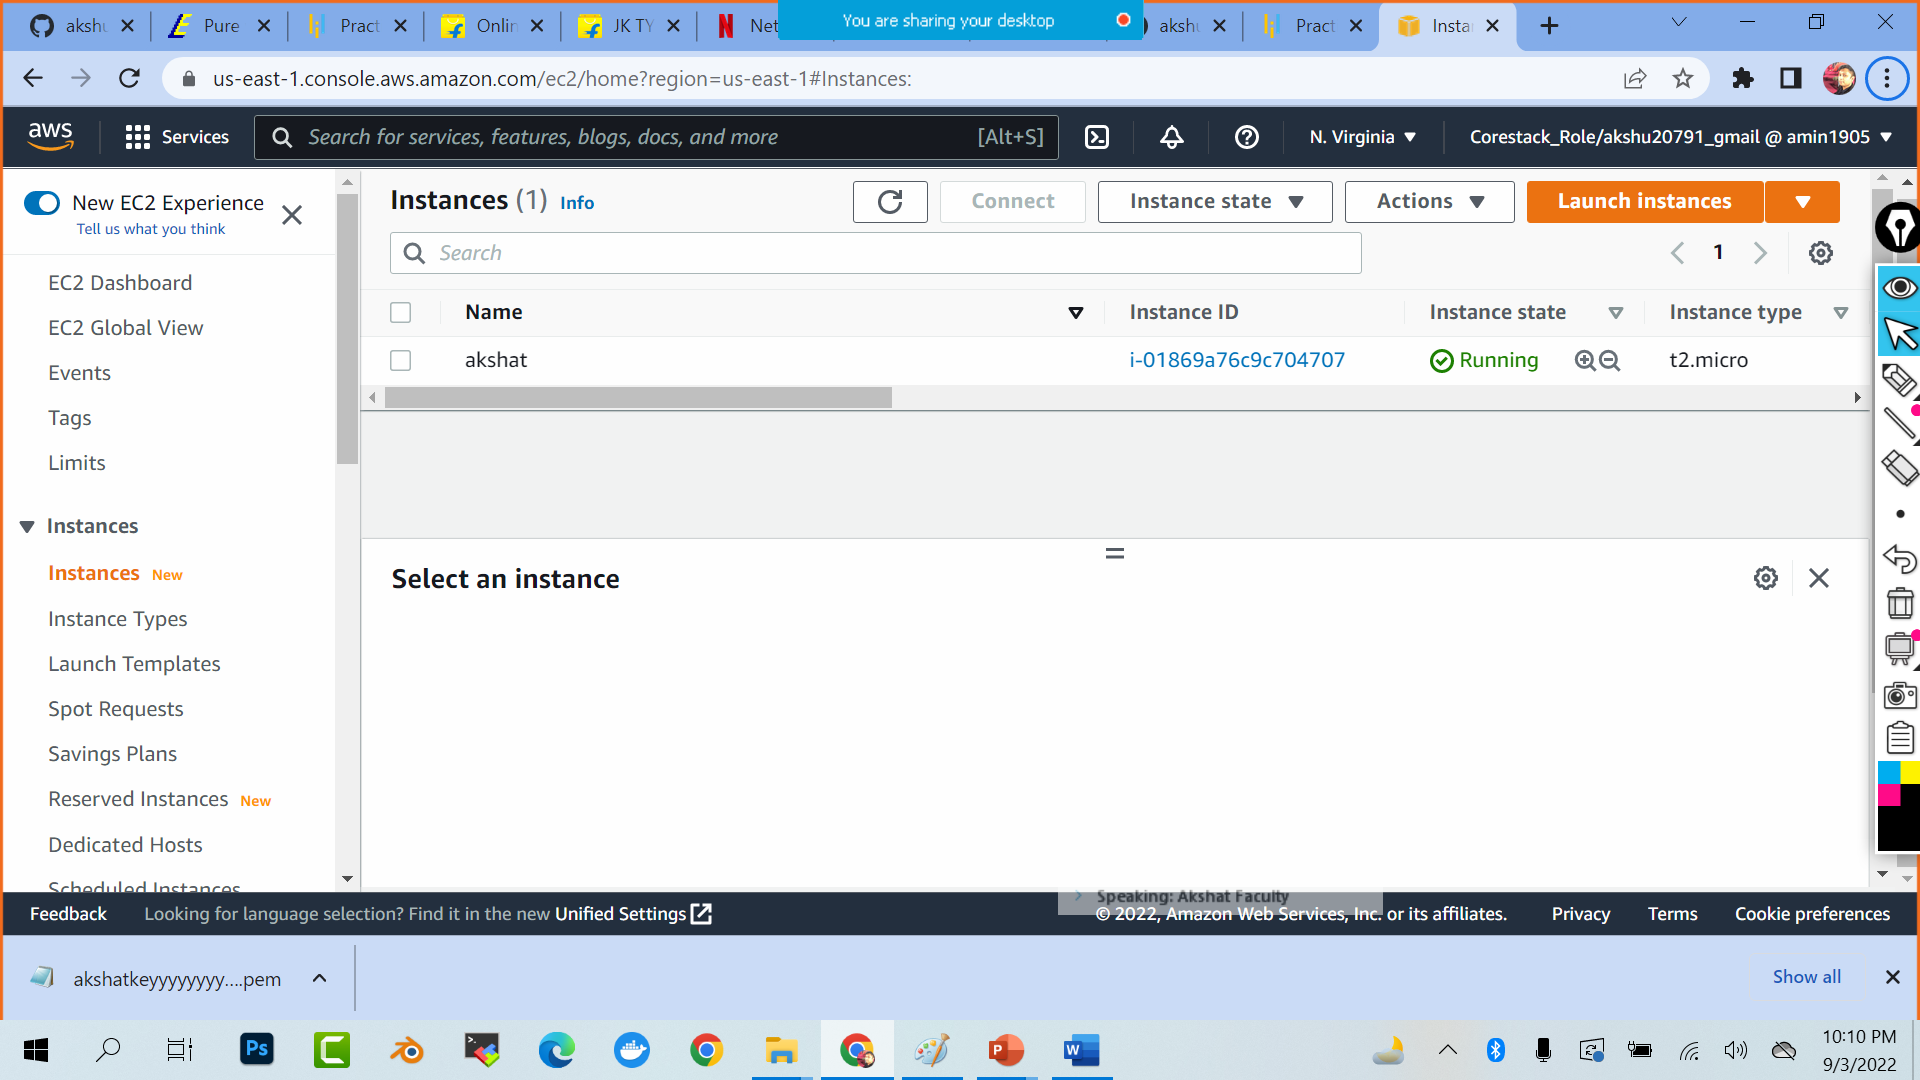 akshu
Pure
Pract
Onlin
JK TY
Net
You are sharing your desktop
akshu
Pract
Insta
us-east-1.console.aws.amazon.com/ec2/home?region=us-east-1#Instances:
aws
Services
Search for services, features, blogs, docs, and more
[Alt+S]
N. Virginia
Corestack_Role/akshu20791_gmail @ amin1905
New EC2 Experience
Tell us what you think
Instances (1) Info
Connect
Instance state
Actions
Launch instances
Search
1
EC2 Dashboard
EC2 Global View
Events
Tags
Limits
Instances
Instances New
Instance Types
Launch Templates
Spot Requests
Savings Plans
Reserved Instances New
Dedicated Hosts
Scheduled Instances
Name
Instance ID
Instance state
Instance type
akshat
i-01869a76c9c704707
Running
t2.micro
Select an instance
Speaking: Akshat Faculty
Feedback
Looking for language selection? Find it in the new Unified Settings
© 2022, Amazon Web Services, Inc. or its affiliates.
Privacy
Terms
Cookie preferences
akshatkeyyyyyyyy....pem
Show all
Ps
C
P
W
10:10 PM
9/3/2022